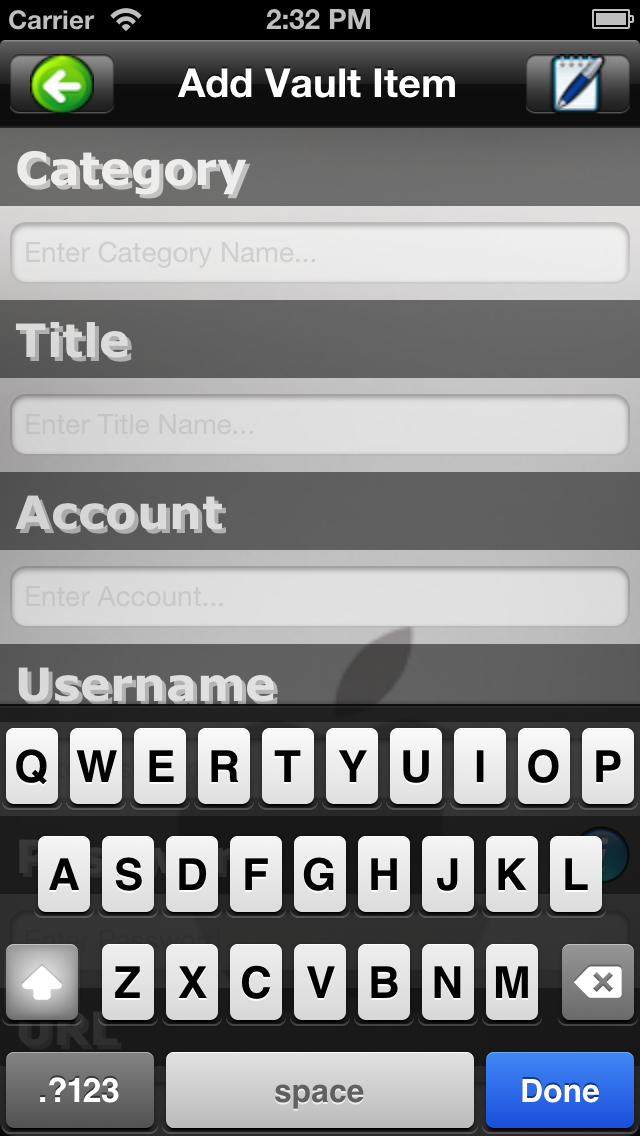 Carrier 2:32 PM
Add Vault Item
Category
Enter Category Name...
Title
Enter Title Name...
Account
Enter Account...
Username
Q W E R T Y U I O P
A S D F G H J K L
Z X C V B N M
URL
.?123 space Done